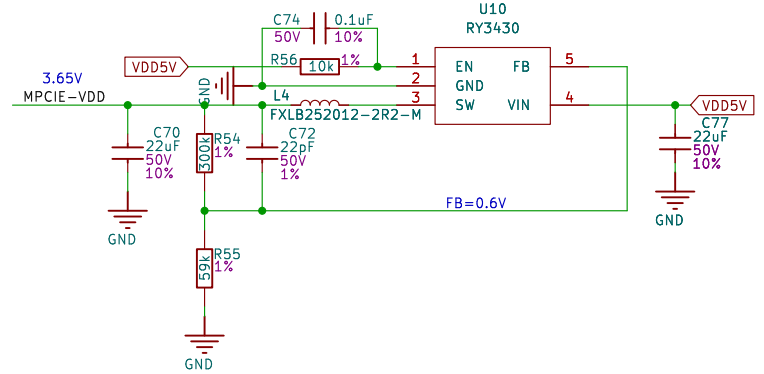 U10
RY3430
C74 0.1uF
50V 10%
VDD5V
R56 1%
10k
1 EN FB 5
2 GND
3 SW VIN 4
GND
3.65V
MPCIE-VDD
L4
FXLB252012-2R2-M
VDD5V
C70
22uF
50V
10%
R54
300k
1%
C72
22pF
50V
1%
C77
22uF
50V
10%
FB=0.6V
GND
GND
R55
59k
1%
GND